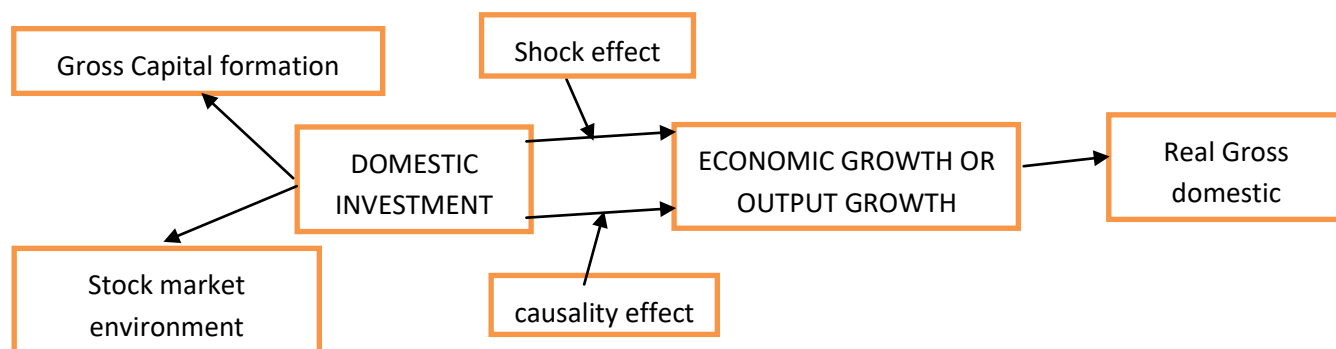 Gross Capital formation
Shock effect
DOMESTIC
INVESTMENT
ECONOMIC GROWTH OR
OUTPUT GROWTH
Real Gross
domestic
Stock market
environment
causality effect